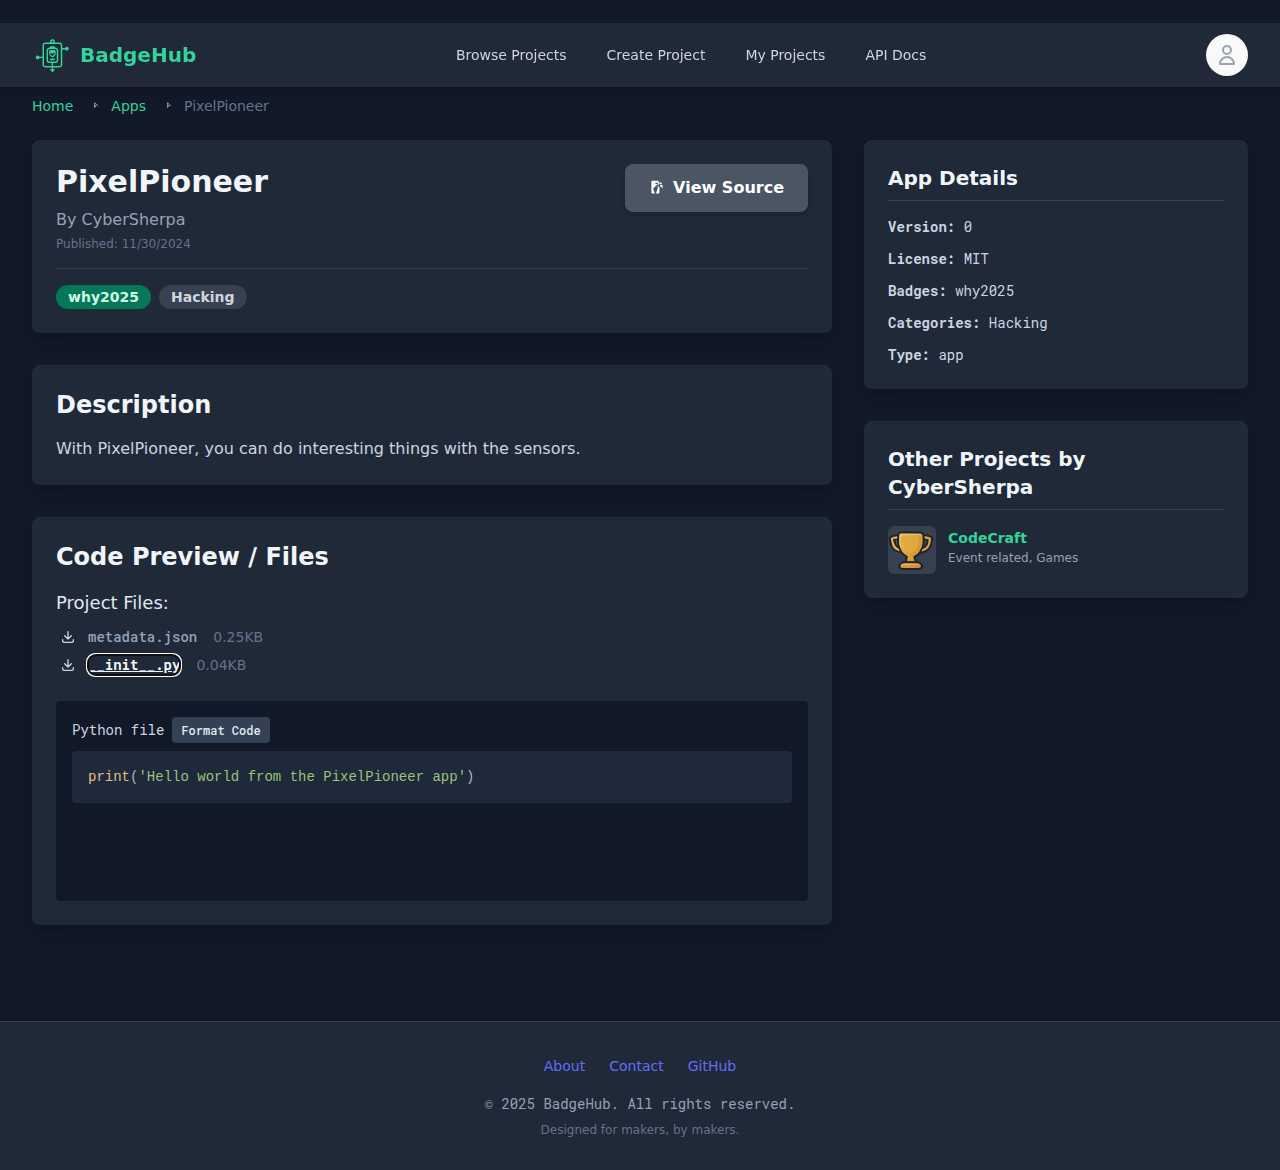 BadgeHub
Browse Projects
Create Project
My Projects
API Docs
Home
Apps
PixelPioneer
PixelPioneer
View Source
By CyberSherpa
Published: 11/30/2024
why2025
Hacking
Description
With PixelPioneer, you can do interesting things with the sensors.
Code Preview / Files
Project Files:
metadata.json 0.25KB
__init__.py 0.04KB
Python file
Format Code
print('Hello world from the PixelPioneer app')
App Details
Version: 0
License: MIT
Badges: why2025
Categories: Hacking
Type: app
Other Projects by
CyberSherpa
CodeCraft
Event related, Games
About
Contact
GitHub
© 2025 BadgeHub. All rights reserved.
Designed for makers, by makers.